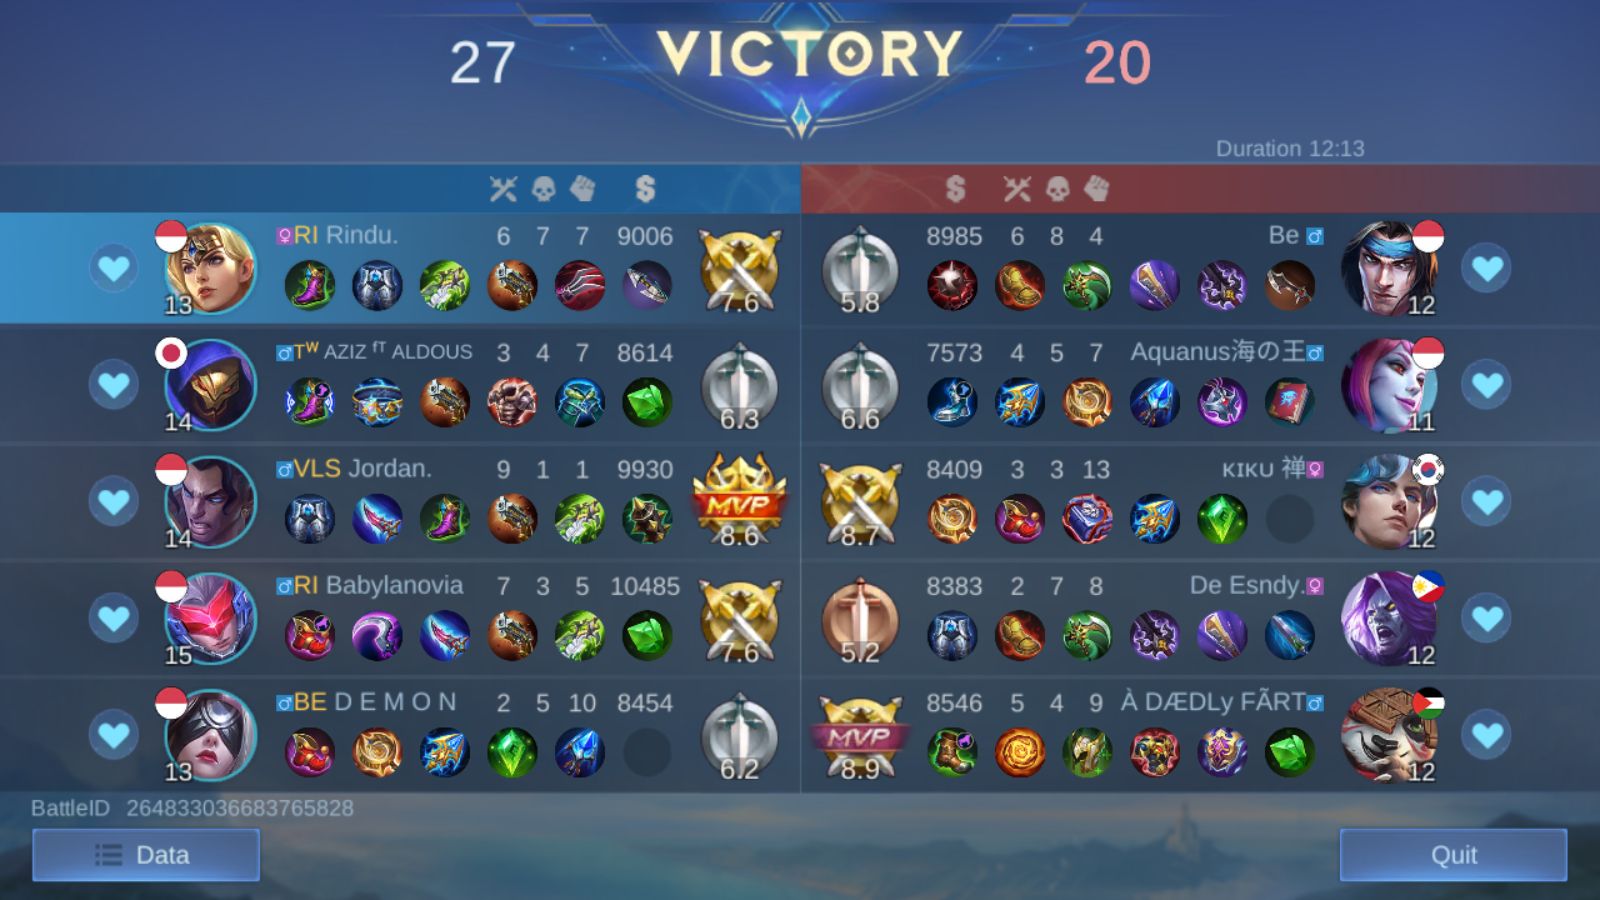 27 VICTORY 20
Duration 12:13
RI Rindu. 6 7 7 9006
13 7.6
5.8 8985 6 8 4 Be
12
Tᵂ AZIZ ᶠᵀ ALDOUS 3 4 7 8614
14 6.3
6.6 7573 4 5 7 Aquanus海の王
11
VLS Jordan. 9 1 1 9930
14 MVP 8.6
8.7 8409 3 3 13 ᴋɪᴋᴜ 禅
12
RI Babylanovia 7 3 5 10485
15 7.6
5.2 8383 2 7 8 De Esndy.
12
BE D E M O N 2 5 10 8454
13 6.2
MVP 8.9 8546 5 4 9 À DÆDLy FÃRT
12
BattleID 264833036683765828
Data
Quit